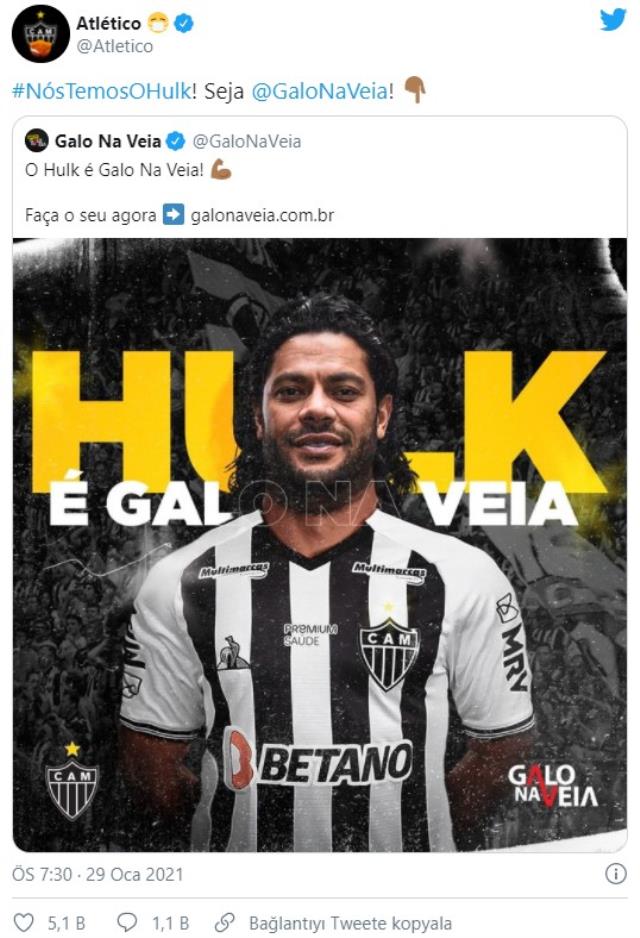 Atlético 😷
@Atletico
#NósTemosOHulk! Seja @GaloNaVeia! 👇🏾
Galo Na Veia @GaloNaVeia
O Hulk é Galo Na Veia! 💪🏾
Faça o seu agora ➡️ galonaveia.com.br
HULK
É GALO NA VEIA
Multimarcas Multimarcas
PREMIUM
SAÚDE
CAM
MRV
BETANO
CAM
GALO
NAVEIA
ÖS 7:30 · 29 Oca 2021
5,1 B 1,1 B Bağlantıyı Tweete kopyala